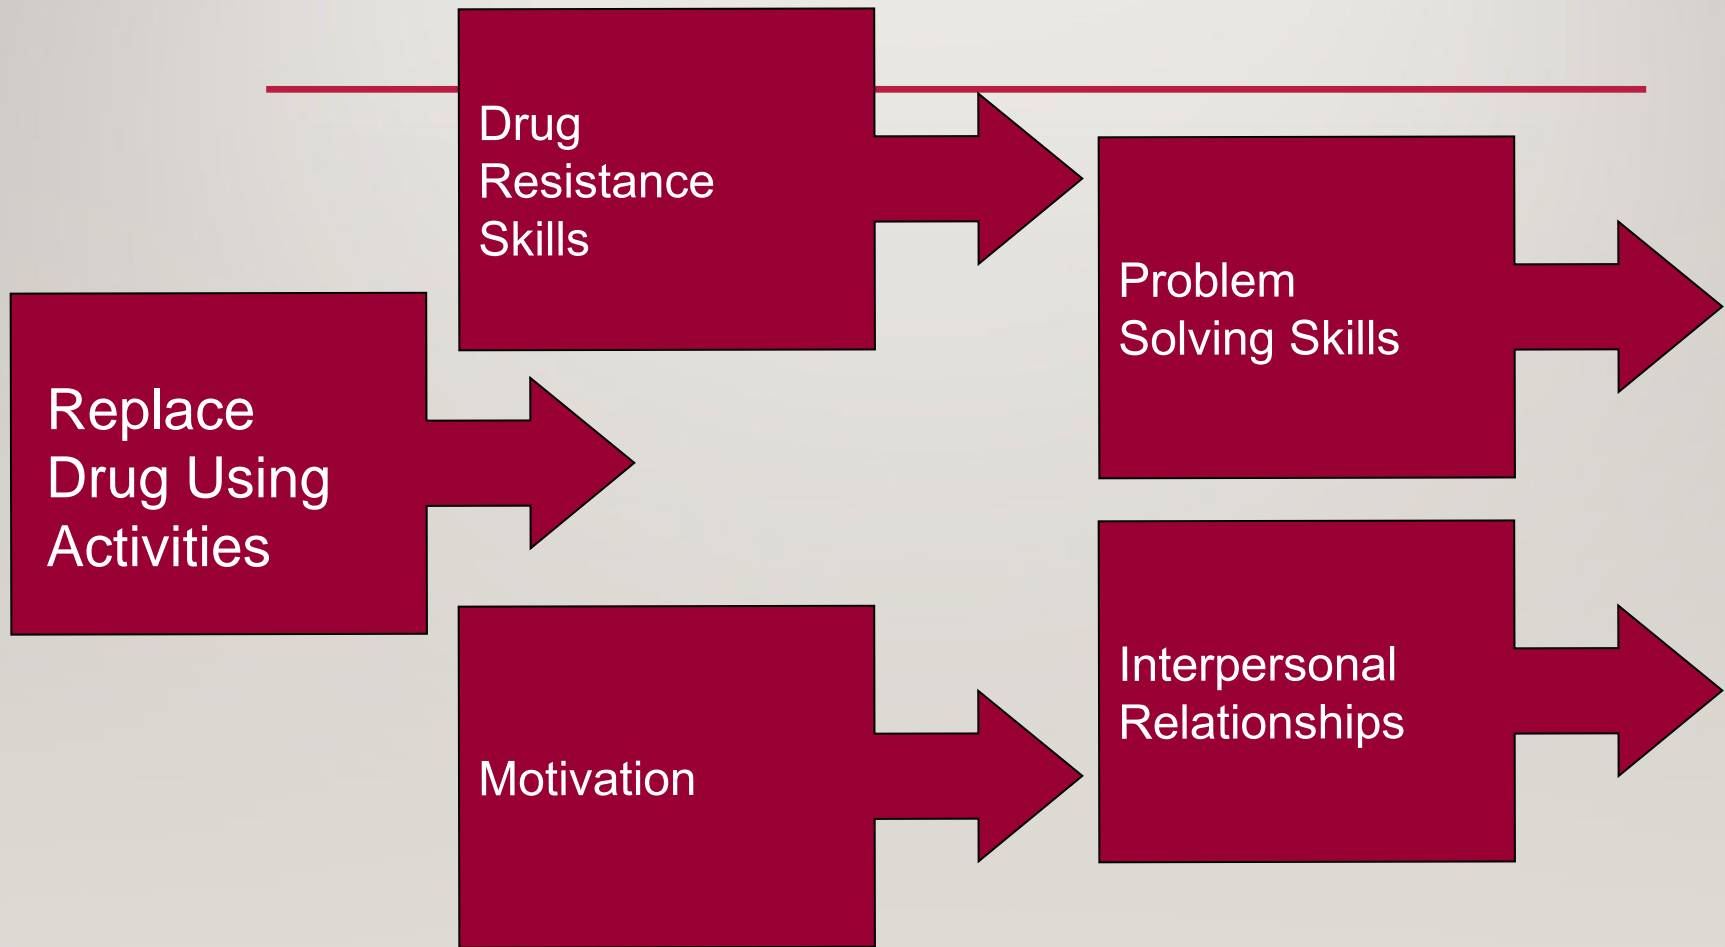 Drug
Resistance
Skills
Problem
Solving Skills
Replace
Drug Using
Activities
Interpersonal
Relationships
Motivation